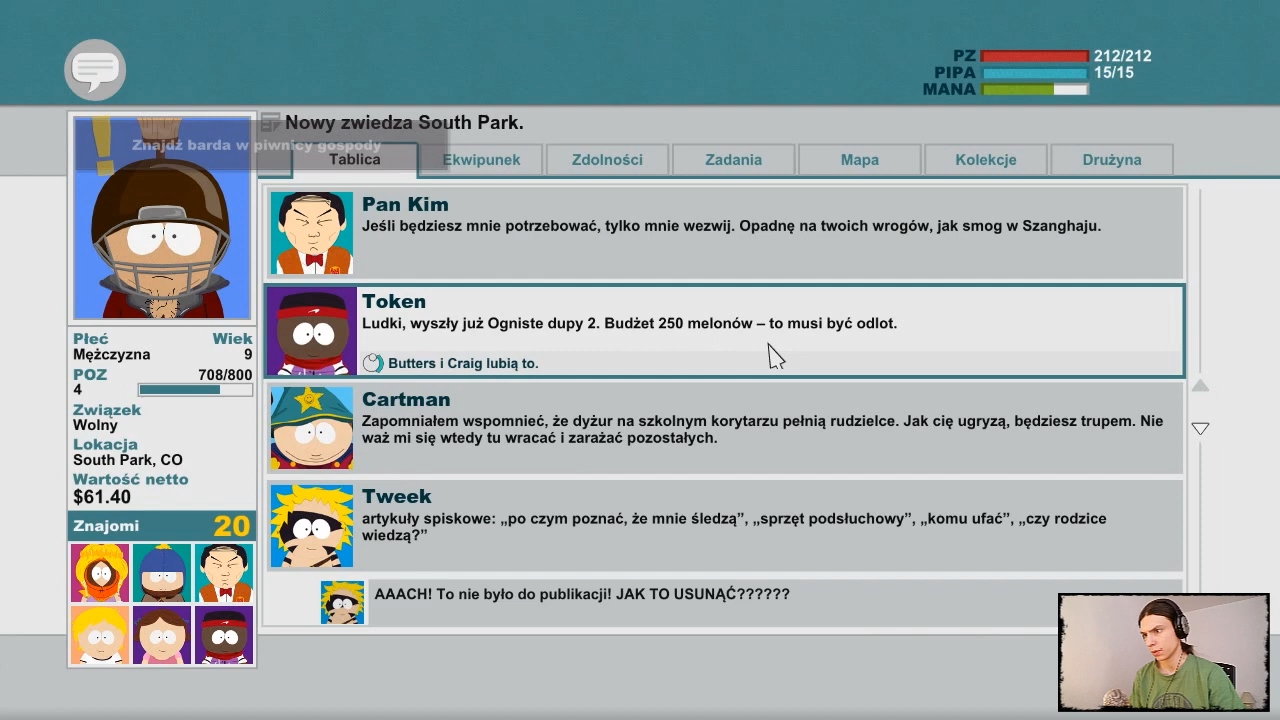 PZ 212/212
PIPA 15/15
MANA
Nowy zwiedza South Park.
Znajdź barda w piwnicy gospody
Tablica Ekwipunek Zdolności Zadania Mapa Kolekcje Drużyna
Pan Kim
Jeśli będziesz mnie potrzebować, tylko mnie wezwij. Opadnę na twoich wrogów, jak smog w Szanghaju.
Token
Ludki, wyszły już Ogniste dupy 2. Budżet 250 melonów – to musi być odlot.
Butters i Craig lubią to.
Cartman
Zapomniałem wspomnieć, że dyżur na szkolnym korytarzu pełnią rudzielce. Jak cię ugryzą, będziesz trupem. Nie
waż mi się wtedy tu wracać i zarażać pozostałych.
Tweek
artykuły spiskowe: „po czym poznać, że mnie śledzą”, „sprzęt podsłuchowy”, „komu ufać”, „czy rodzice
wiedzą?”
AAACH! To nie było do publikacji! JAK TO USUNĄĆ??????
Płeć Wiek
Mężczyzna 9
POZ 708/800
4
Związek
Wolny
Lokacja
South Park, CO
Wartość netto
$61.40
Znajomi 20